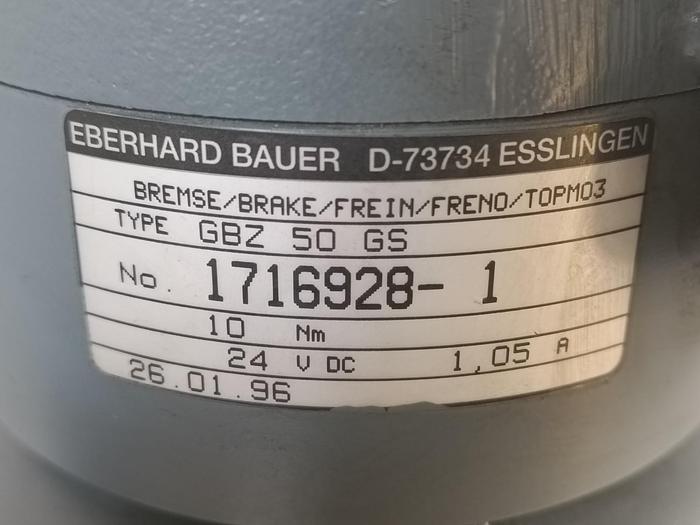 EBERHARD BAUER D-73734 ESSLINGEN
BREMSE/BRAKE/FREIN/FRENO/TOPMO3
TYPE GBZ 50 GS
No. 1716928- 1
10 Nm
24 V DC 1,05 A
26.01.96